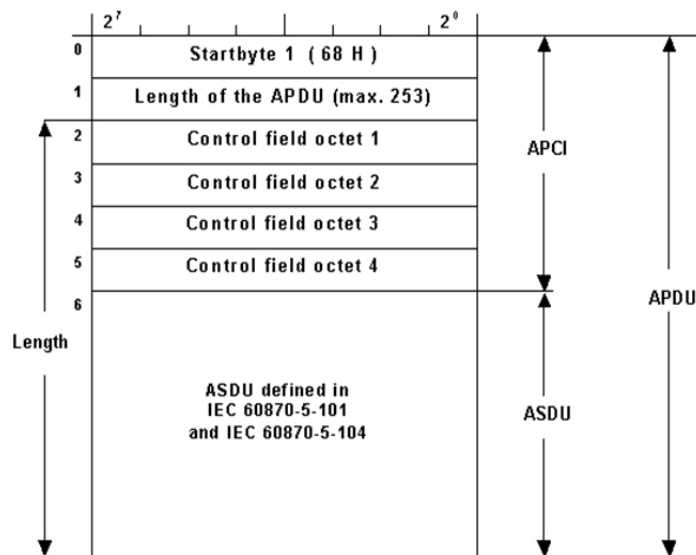 2⁷ 2⁰
0 Startbyte 1 ( 68 H )
1 Length of the APDU (max. 253)
2 Control field octet 1
APCI
3 Control field octet 2
4 Control field octet 3
5 Control field octet 4
6
APDU
Length
ASDU defined in
IEC 60870-5-101
and IEC 60870-5-104
ASDU